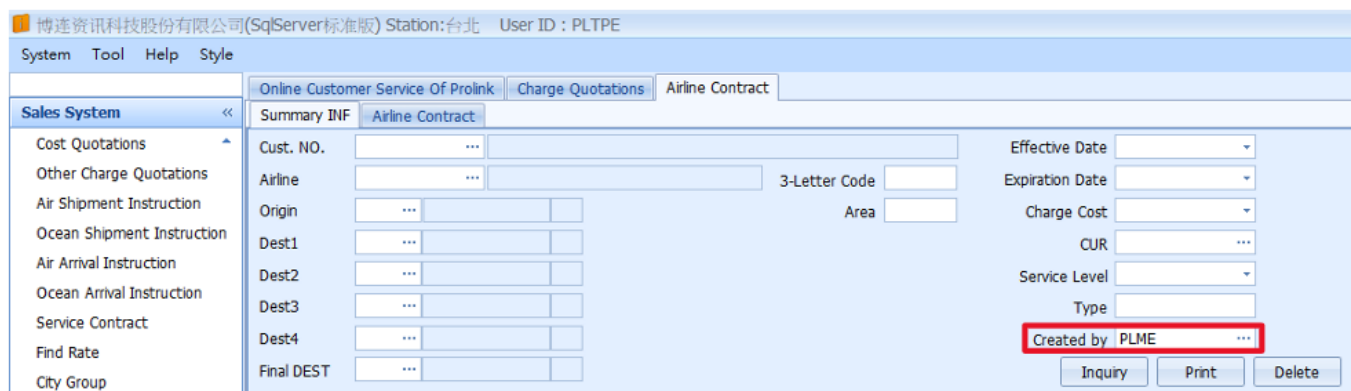 博连资讯科技股份有限公司(SqlServer标准版) Station:台北 User ID : PLTPE
System Tool Help Style
Online Customer Service Of Prolink Charge Quotations Airline Contract
Sales System «
Summary INF Airline Contract
Cost Quotations
Other Charge Quotations
Air Shipment Instruction
Ocean Shipment Instruction
Air Arrival Instruction
Ocean Arrival Instruction
Service Contract
Find Rate
City Group
Cust. NO. ... Effective Date
Airline ... 3-Letter Code Expiration Date
Origin ... Area Charge Cost
Dest1 ... CUR ...
Dest2 ... Service Level
Dest3 ... Type
Dest4 ... Created by PLME ...
Final DEST ... Inquiry Print Delete